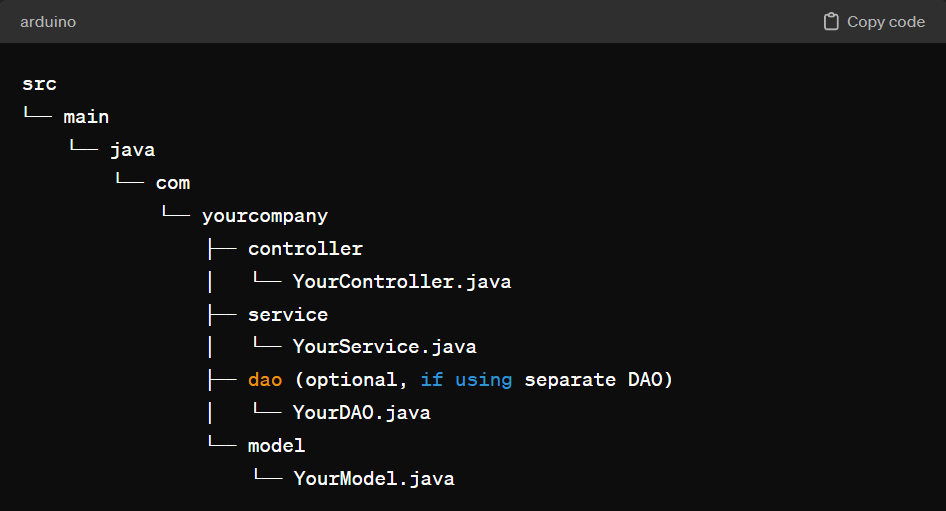 arduino
Copy code
src
└── main
    └── java
        └── com
            └── yourcompany
                ├── controller
                │   └── YourController.java
                ├── service
                │   └── YourService.java
                ├── dao (optional, if using separate DAO)
                │   └── YourDAO.java
                └── model
                    └── YourModel.java